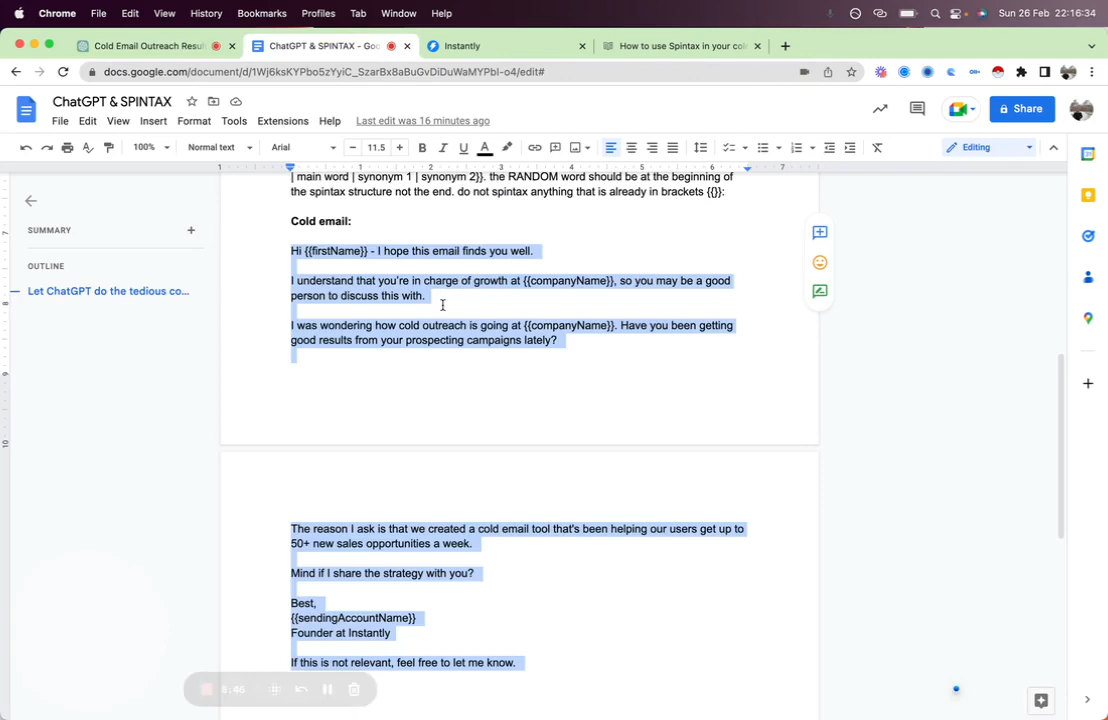 Chrome File Edit View History Bookmarks Profiles Tab Window Help Sun 26 Feb 22:16:34
Cold Email Outreach Resul
ChatGPT & SPINTAX - Goo
Instantly
How to use Spintax in your col
docs.google.com/document/d/1Wj6ksKYPbo5zYyiC_SzarBx8aBuGvDiDuWaMYPbI-o4/edit#
ChatGPT & SPINTAX
File Edit View Insert Format Tools Extensions Help Last edit was 16 minutes ago
Share
100% Normal text Arial 11.5 Editing
1 1 2 3 4 5 6 7
SUMMARY
OUTLINE
Let ChatGPT do the tedious co...
| main word | synonym 1 | synonym 2}}. the RANDOM word should be at the beginning of
the spintax structure not the end. do not spintax anything that is already in brackets {{}}:
Cold email:
Hi {{firstName}} - I hope this email finds you well.
I understand that you're in charge of growth at {{companyName}}, so you may be a good
person to discuss this with.
I was wondering how cold outreach is going at {{companyName}}. Have you been getting
good results from your prospecting campaigns lately?
The reason I ask is that we created a cold email tool that's been helping our users get up to
50+ new sales opportunities a week.
Mind if I share the strategy with you?
Best,
{{sendingAccountName}}
Founder at Instantly
If this is not relevant, feel free to let me know.